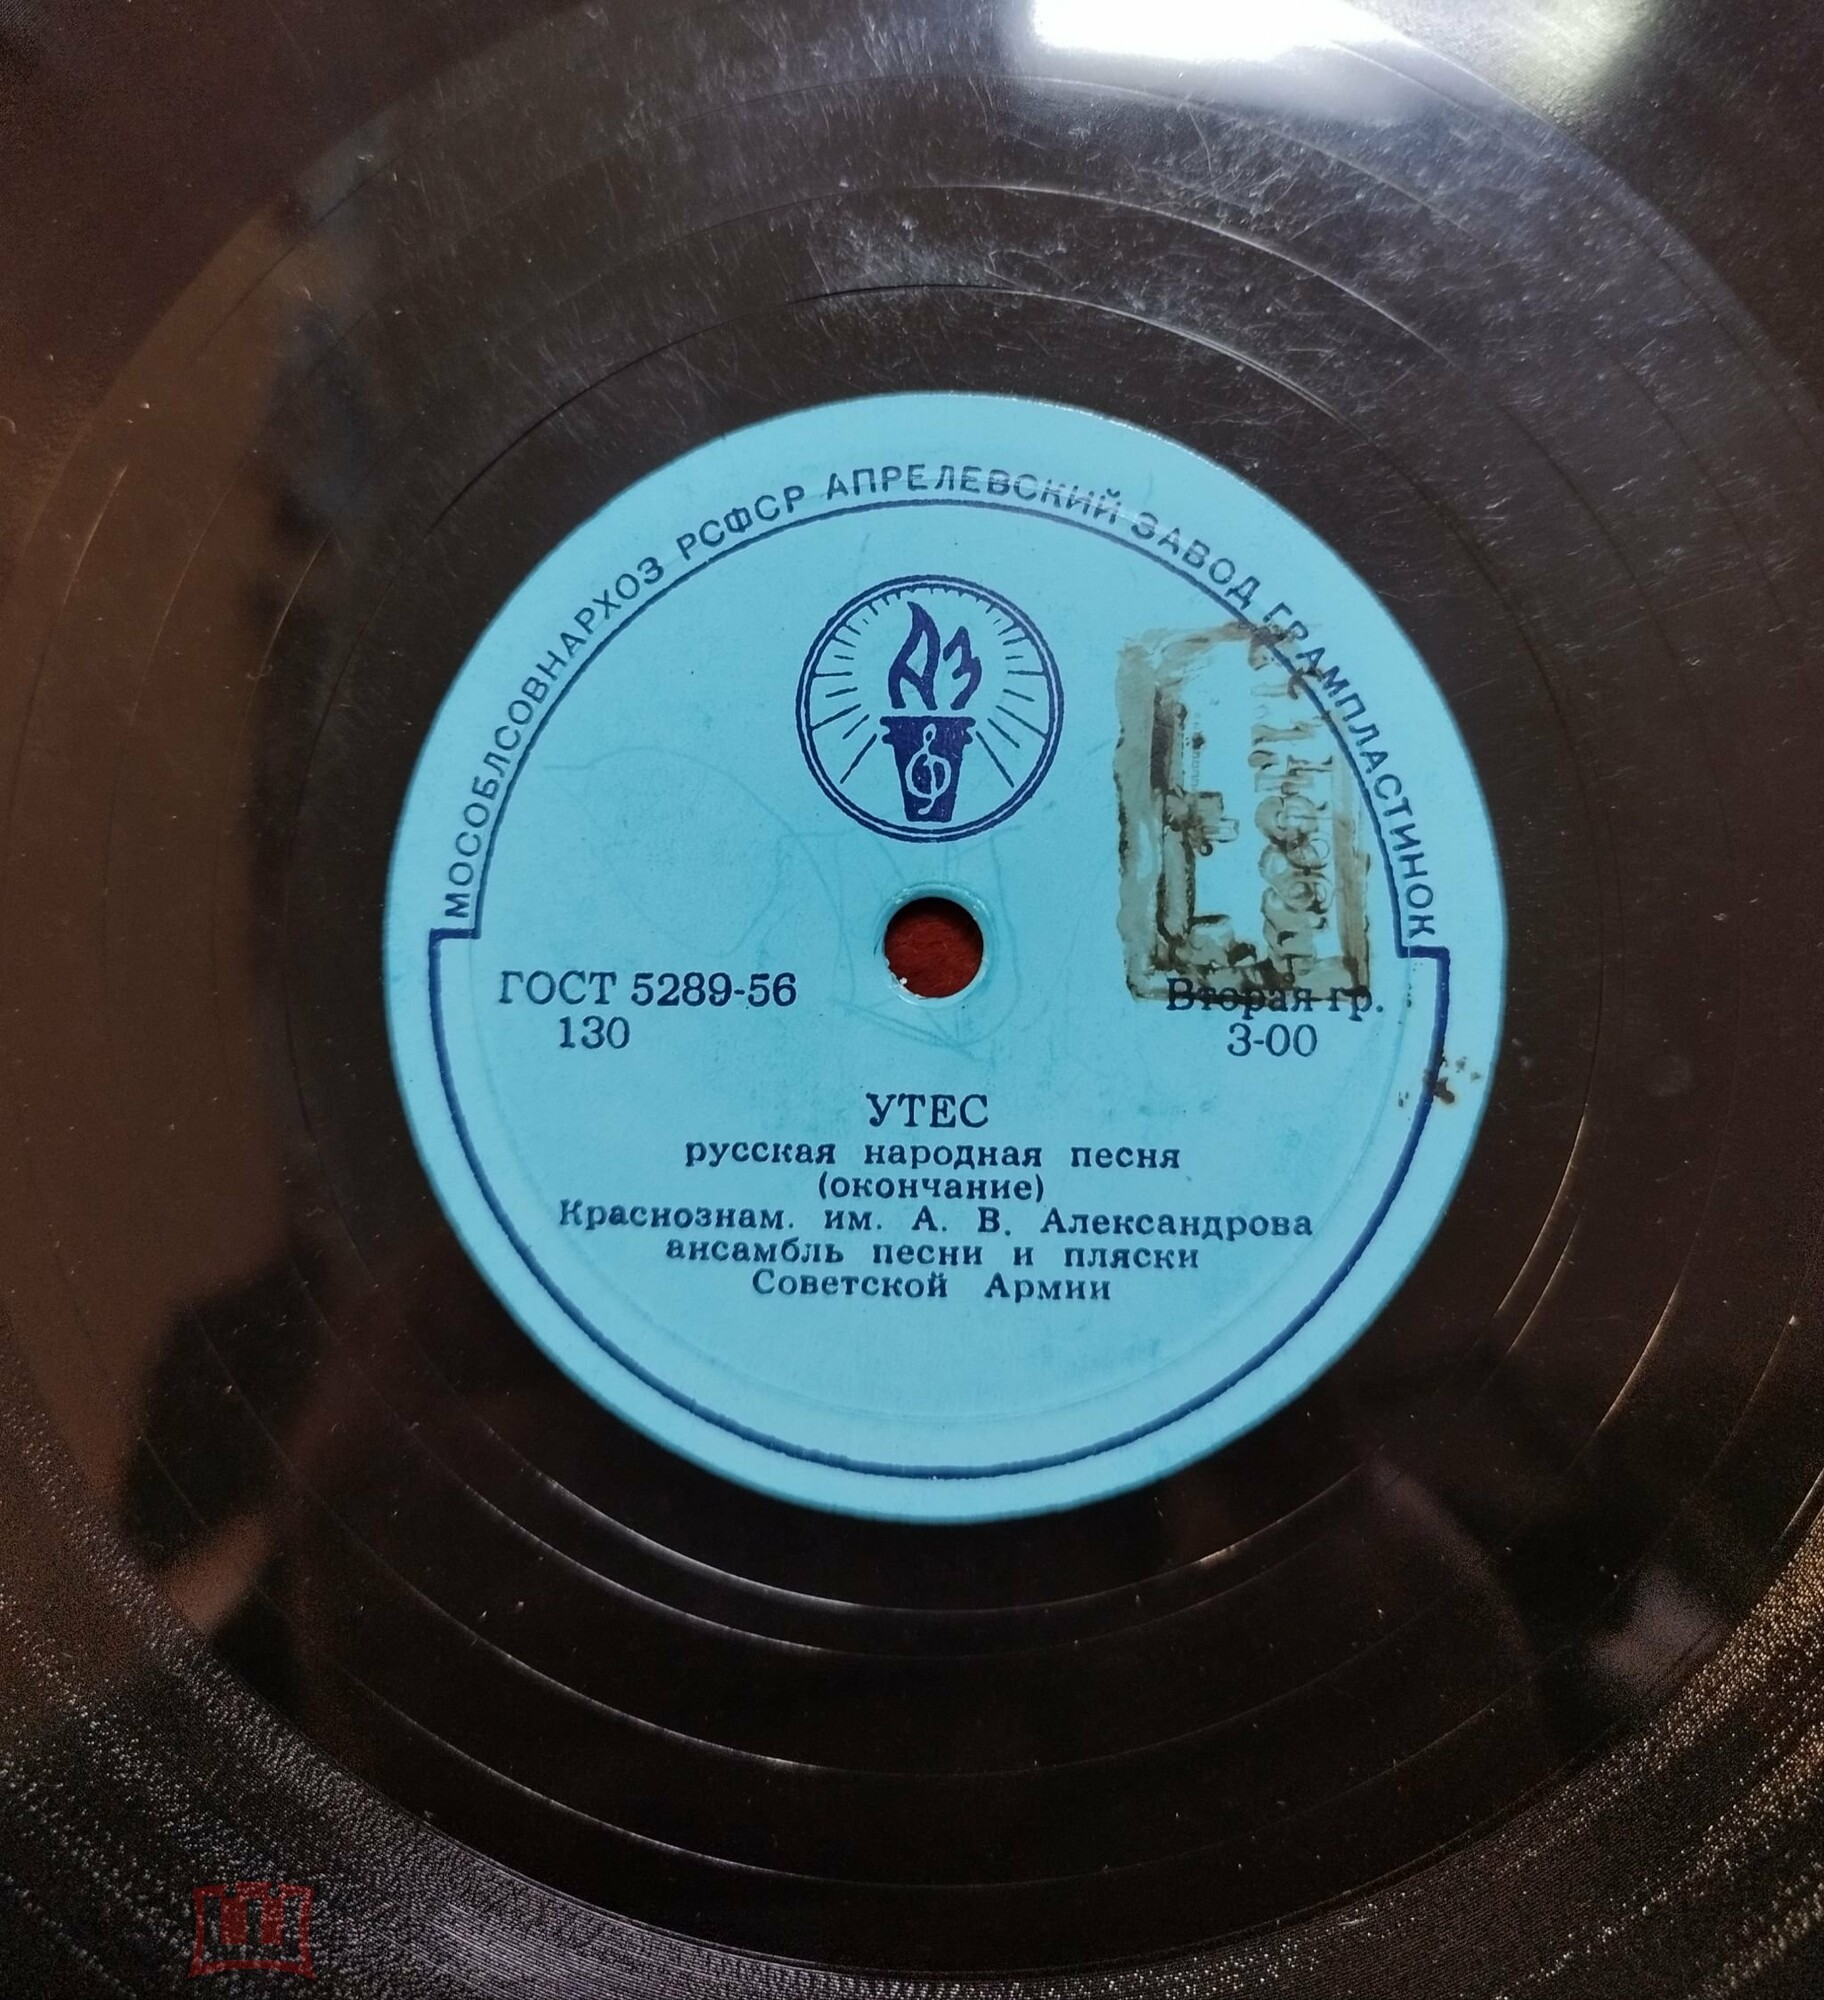 МОСОБЛСОВНАРХОЗ РСФСР АПРЕЛЕВСКИЙ ЗАВОД ГРАМПЛАСТИНОК
АЗ
ГОСТ 5289-56
130
Вторая гр.
3-00
УТЕС
русская народная песня
(окончание)
Краснознам. им. А. В. Александрова
ансамбль песни и пляски
Советской Армии